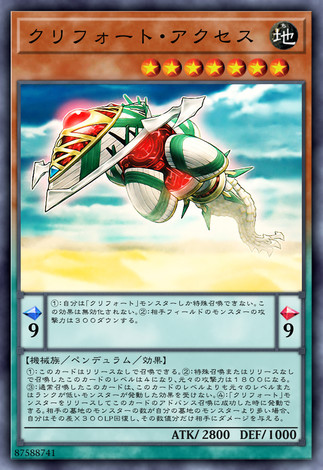 クリフォート・アクセス
地
①:自分は「クリフォート」モンスターしか特殊召喚できない。こ
の効果は無効化されない。②:相手フィールドのモンスターの攻
撃力は300ダウンする。
9
9
【機械族/ペンデュラム/効果】
①:このカードはリリースなしで召喚できる。②:特殊召喚またはリリースなし
で召喚したこのカードのレベルは4になり、元々の攻撃力は1800になる。
③:通常召喚したこのカードは、このカードのレベルよりも元々のレベルまた
はランクが低いモンスターが発動した効果を受けない。④:「クリフォート」モ
ンスターをリリースしてこのカードのアドバンス召喚に成功した時に発動で
きる。相手の墓地のモンスターの数が自分の墓地のモンスターより多い場合、
自分はその差×300LP回復し、その数値分だけ相手にダメージを与える。
ATK/2800 DEF/1000
87588741